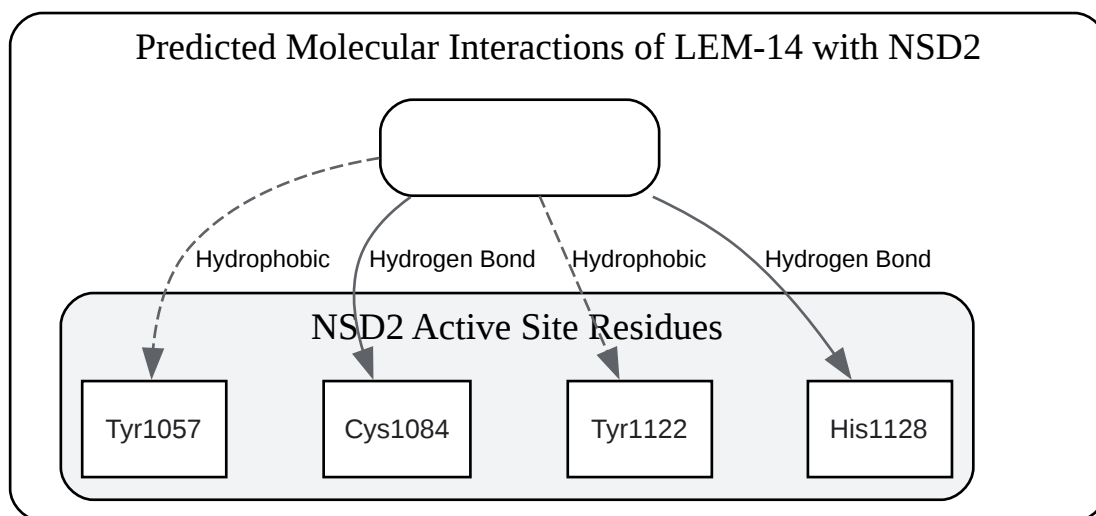 Predicted Molecular Interactions of LEM-14 with NSD2
Hydrophobic
Hydrogen Bond
Hydrophobic
Hydrogen Bond
NSD2 Active Site Residues
Tyr1057
Cys1084
Tyr1122
His1128